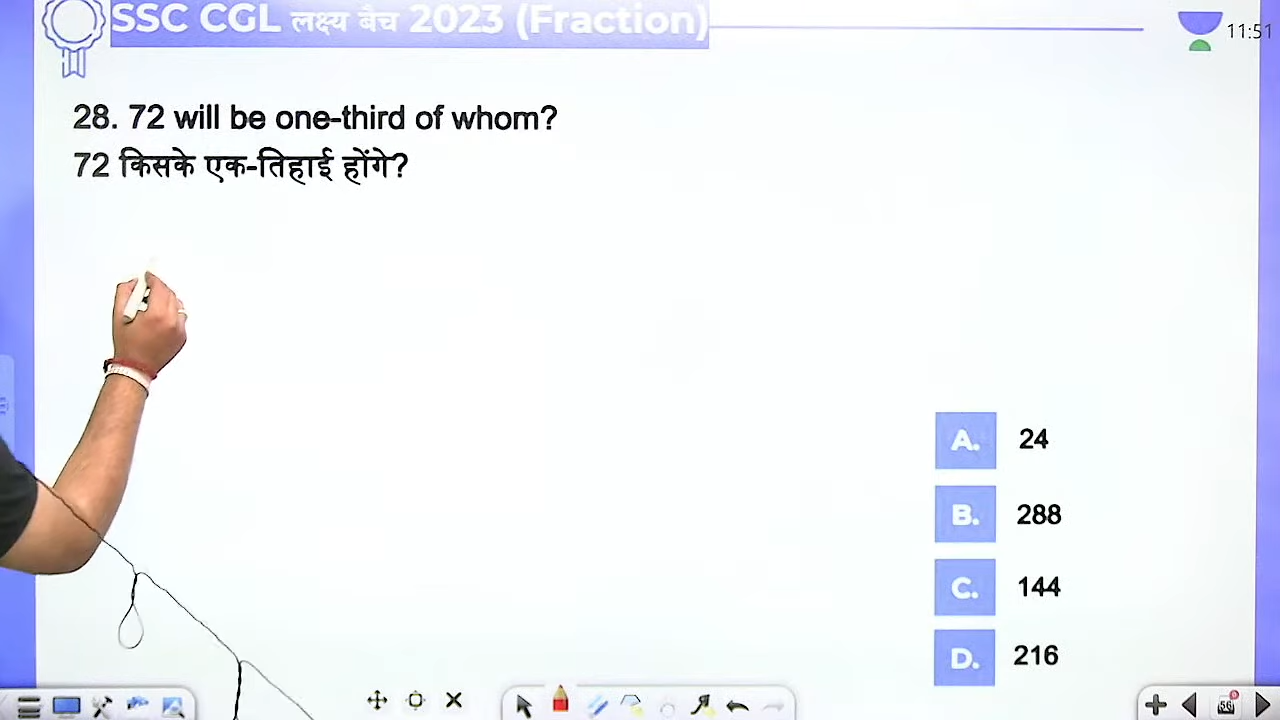 SSC CGL लक्ष्य बैच 2023 (Fraction)
11:51
28. 72 will be one-third of whom?
72 किसके एक-तिहाई होंगे?
A. 24
B. 288
C. 144
D. 216
56